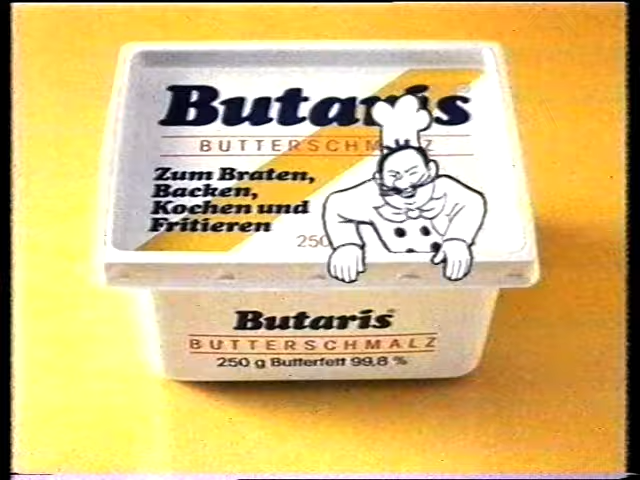 Butaris
BUTTERSCHMALZ
Zum Braten,
Backen,
Kochen und
Fritieren
250
Butaris®
BUTTERSCHMALZ
250 g Butterfett 99,8 %